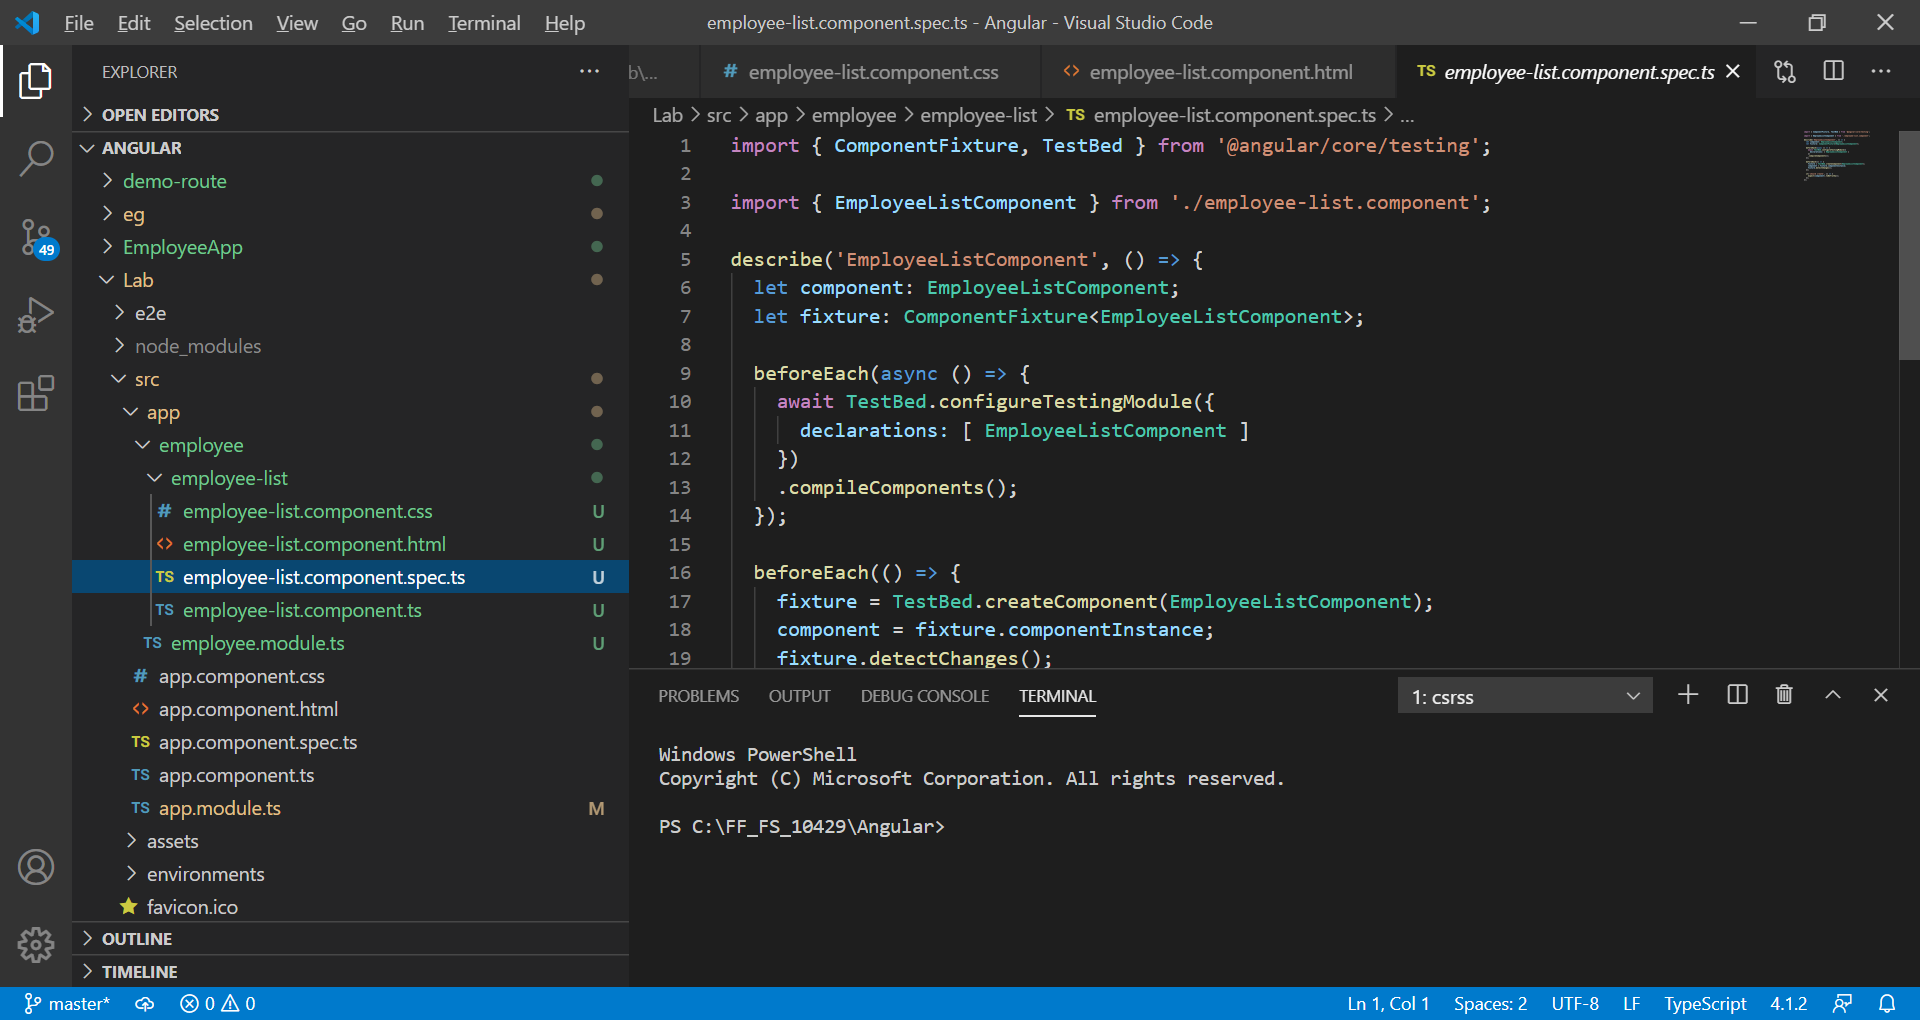 File Edit Selection View Go Run Terminal Help
employee-list.component.spec.ts - Angular - Visual Studio Code
EXPLORER
OPEN EDITORS
ANGULAR
demo-route
eg
EmployeeApp
Lab
e2e
node_modules
src
app
employee
employee-list
# employee-list.component.css U
<> employee-list.component.html U
TS employee-list.component.spec.ts U
TS employee-list.component.ts U
TS employee.module.ts U
# app.component.css
<> app.component.html
TS app.component.spec.ts
TS app.component.ts
TS app.module.ts M
assets
environments
favicon.ico
OUTLINE
TIMELINE
49
b\...
# employee-list.component.css
<> employee-list.component.html
TS employee-list.component.spec.ts
Lab > src > app > employee > employee-list > TS employee-list.component.spec.ts > ...
1 import { ComponentFixture, TestBed } from '@angular/core/testing';
2
3 import { EmployeeListComponent } from './employee-list.component';
4
5 describe('EmployeeListComponent', () => {
6 let component: EmployeeListComponent;
7 let fixture: ComponentFixture<EmployeeListComponent>;
8
9 beforeEach(async () => {
10 await TestBed.configureTestingModule({
11 declarations: [ EmployeeListComponent ]
12 })
13 .compileComponents();
14 });
15
16 beforeEach(() => {
17 fixture = TestBed.createComponent(EmployeeListComponent);
18 component = fixture.componentInstance;
19 fixture.detectChanges();
PROBLEMS OUTPUT DEBUG CONSOLE TERMINAL
1: csrss
Windows PowerShell
Copyright (C) Microsoft Corporation. All rights reserved.
PS C:\FF_FS_10429\Angular>
master* 0 0
Ln 1, Col 1 Spaces: 2 UTF-8 LF TypeScript 4.1.2